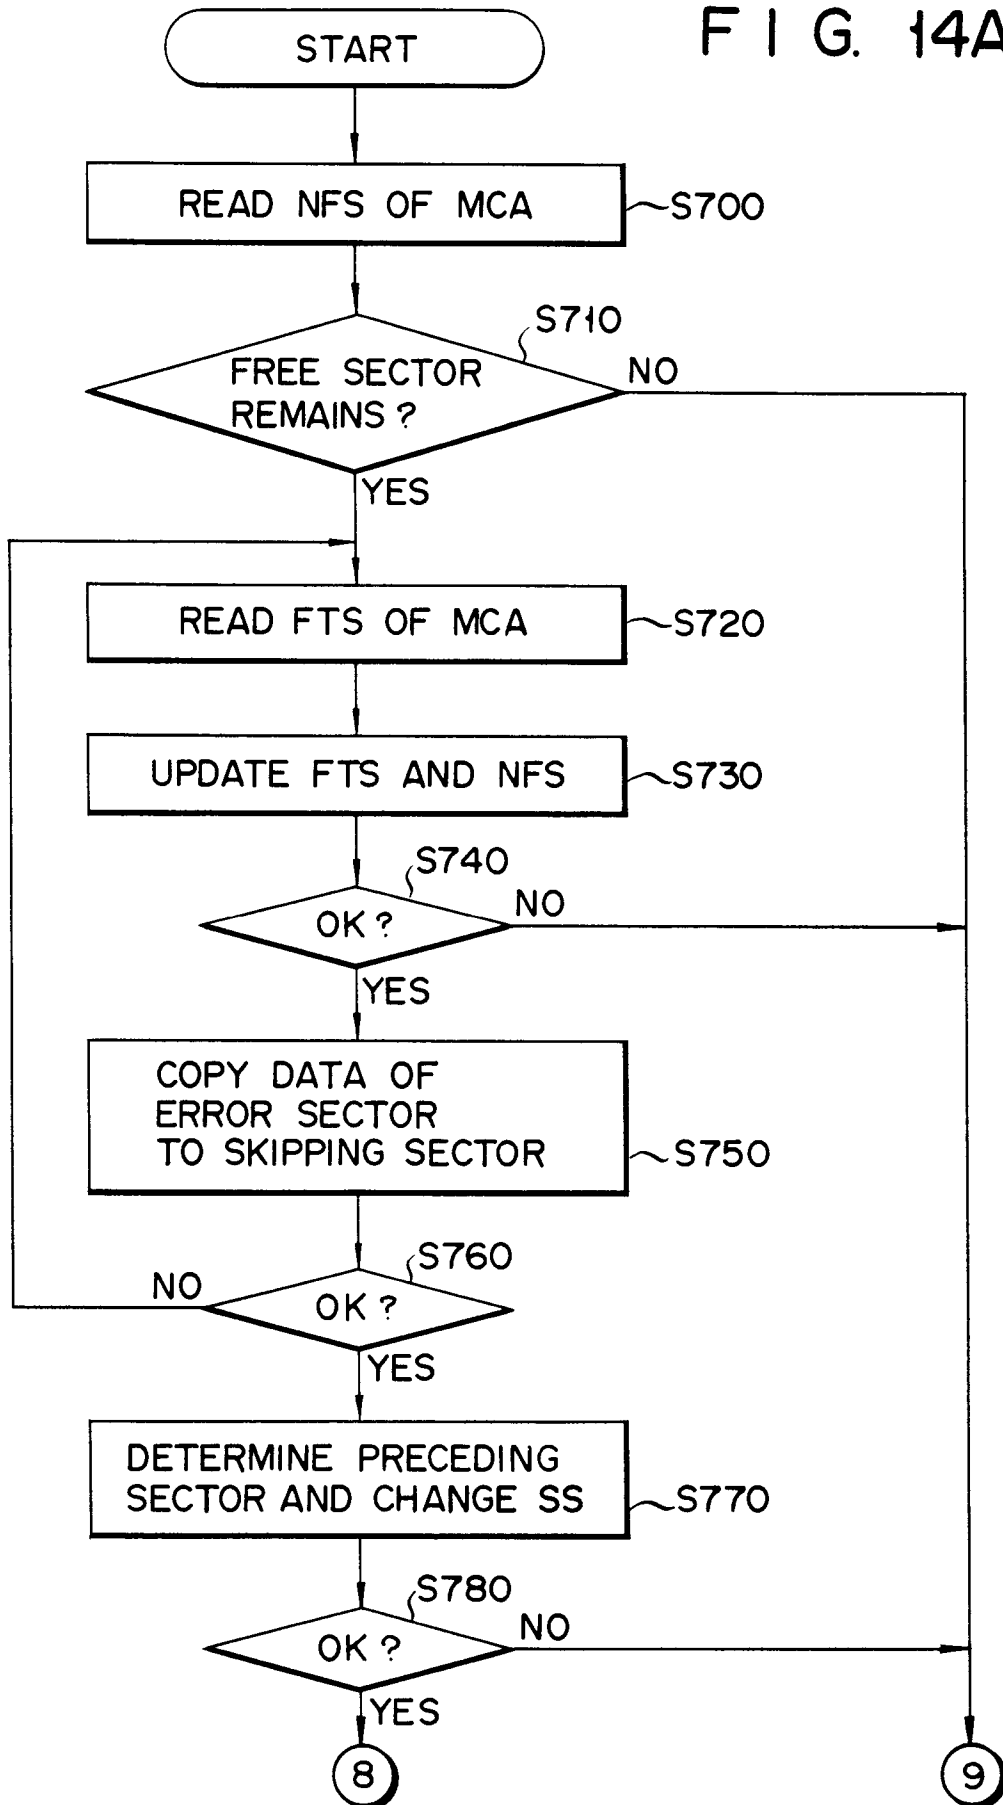 FIG. 14A
START
READ NFS OF MCA
S700
S710
FREE SECTOR
REMAINS?
NO
YES
READ FTS OF MCA
S720
UPDATE FTS AND NFS
S730
S740
OK?
NO
YES
COPY DATA OF
ERROR SECTOR
TO SKIPPING SECTOR
S750
S760
NO
OK?
YES
DETERMINE PRECEDING
SECTOR AND CHANGE SS
S770
S780
OK?
NO
YES
8
9